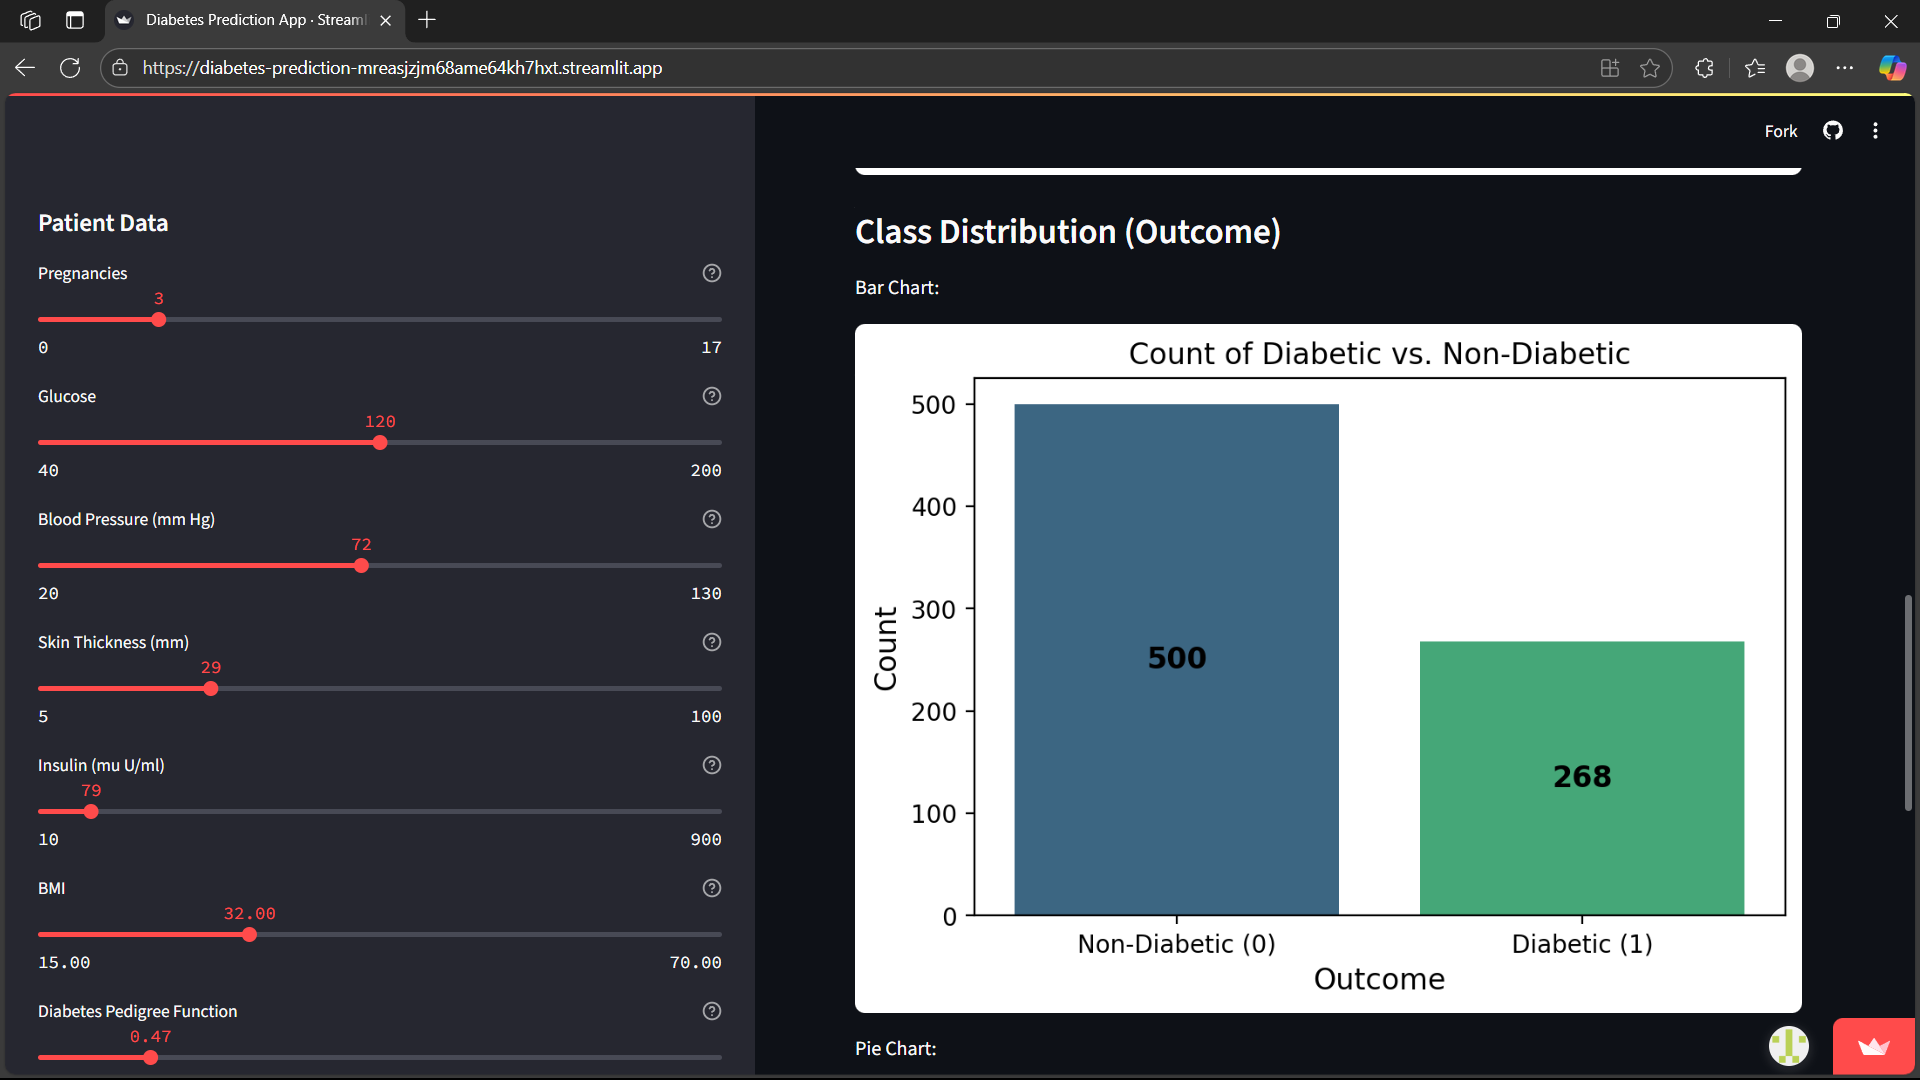 Diabetes Prediction App · Streaml
https://diabetes-prediction-mreasjzjm68ame64kh7hxt.streamlit.app
Fork
Patient Data
Pregnancies
3
0 17
Glucose
120
40 200
Blood Pressure (mm Hg)
72
20 130
Skin Thickness (mm)
29
5 100
Insulin (mu U/ml)
79
10 900
BMI
32.00
15.00 70.00
Diabetes Pedigree Function
0.47
Class Distribution (Outcome)
Bar Chart:
Count of Diabetic vs. Non-Diabetic
500
400
300
200
100
0
Count
500
268
Non-Diabetic (0) Diabetic (1)
Outcome
Pie Chart: